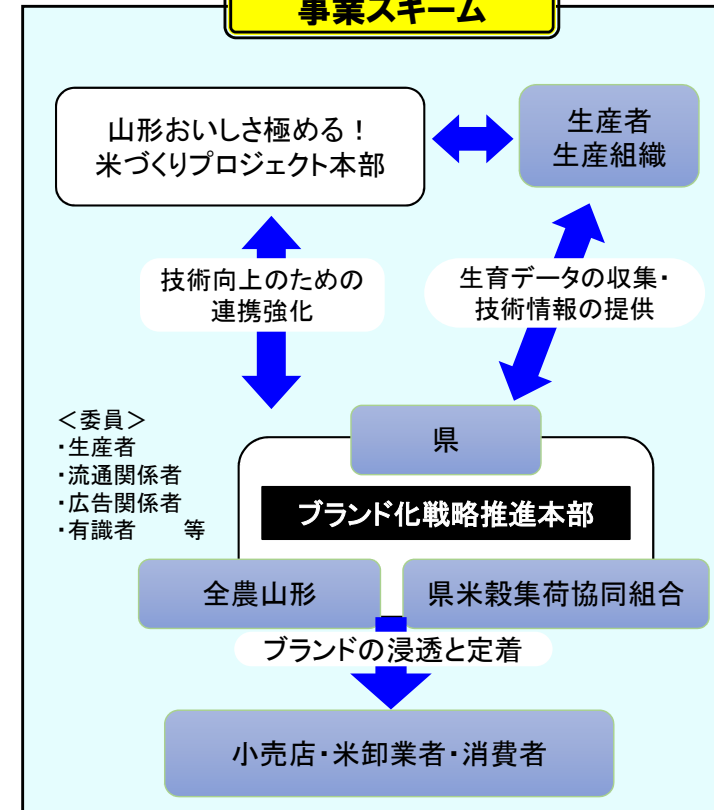 事業スキーム
山形おいしさ極める！
米づくりプロジェクト本部
生産者
生産組織
技術向上のための
連携強化
生育データの収集・
技術情報の提供
＜委員＞
・生産者
・流通関係者
・広告関係者
・有識者　　等
県
ブランド化戦略推進本部
全農山形
県米穀集荷協同組合
ブランドの浸透と定着
小売店・米卸業者・消費者